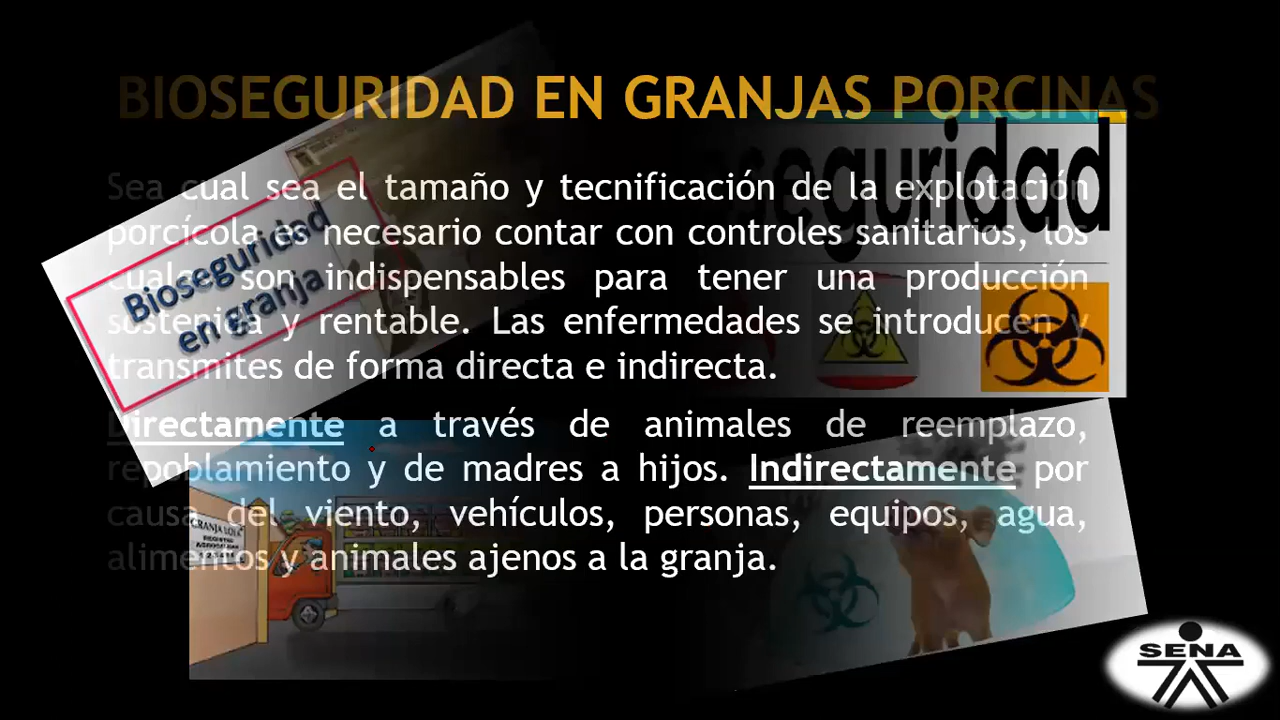 BIOSEGURIDAD EN GRANJAS PORCINAS
Sea cual sea el tamaño y tecnificación de la explotación
porcícola es necesario contar con controles sanitarios, los
cuales son indispensables para tener una producción
sostenida y rentable. Las enfermedades se introducen y
transmites de forma directa e indirecta.
Directamente a través de animales de reemplazo,
repoblamiento y de madres a hijos. Indirectamente por
causa del viento, vehículos, personas, equipos, agua,
alimentos y animales ajenos a la granja.
Bioseguridad
en granja
seguridad
GRANJA
REGISTRO
SENA